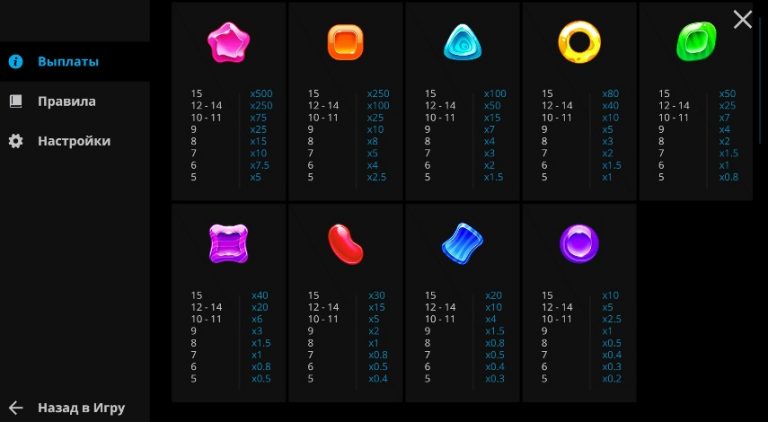 Выплаты
Правила
Настройки
Назад в Игру
15 x500
12 - 14 x250
10 - 11 x75
9 x25
8 x15
7 x10
6 x7.5
5 x5
15 x250
12 - 14 x100
10 - 11 x25
9 x10
8 x8
7 x5
6 x4
5 x2.5
15 x100
12 - 14 x50
10 - 11 x15
9 x7
8 x4
7 x3
6 x2
5 x1.5
15 x80
12 - 14 x40
10 - 11 x10
9 x5
8 x3
7 x2
6 x1.5
5 x1
15 x50
12 - 14 x25
10 - 11 x7
9 x4
8 x2
7 x1.5
6 x1
5 x0.8
15 x40
12 - 14 x20
10 - 11 x6
9 x3
8 x1.5
7 x1
6 x0.8
5 x0.5
15 x30
12 - 14 x15
10 - 11 x5
9 x2
8 x1
7 x0.8
6 x0.5
5 x0.4
15 x20
12 - 14 x10
10 - 11 x4
9 x1.5
8 x0.8
7 x0.5
6 x0.4
5 x0.3
15 x10
12 - 14 x5
10 - 11 x2.5
9 x1
8 x0.5
7 x0.4
6 x0.3
5 x0.2